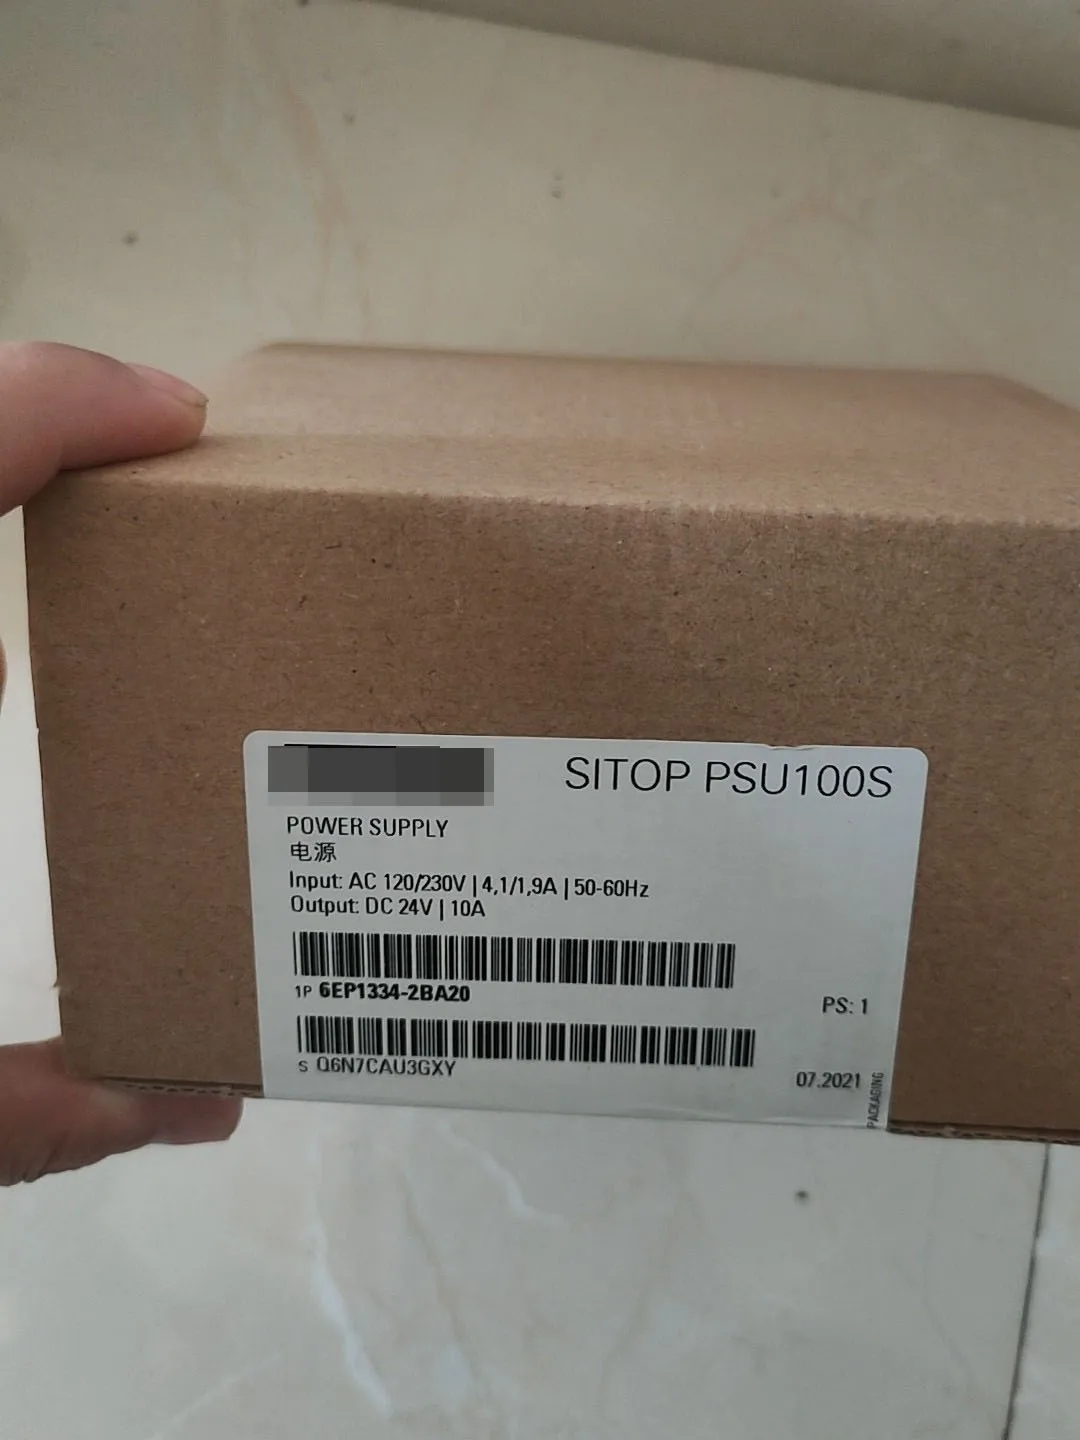 SITOP PSU100S
POWER SUPPLY
电源
Input: AC 120/230V | 4,1/1,9A | 50-60Hz
Output: DC 24V | 10A
1P 6EP1334-2BA20
PS: 1
S Q6N7CAU3GXY
07.2021
PACKAGING